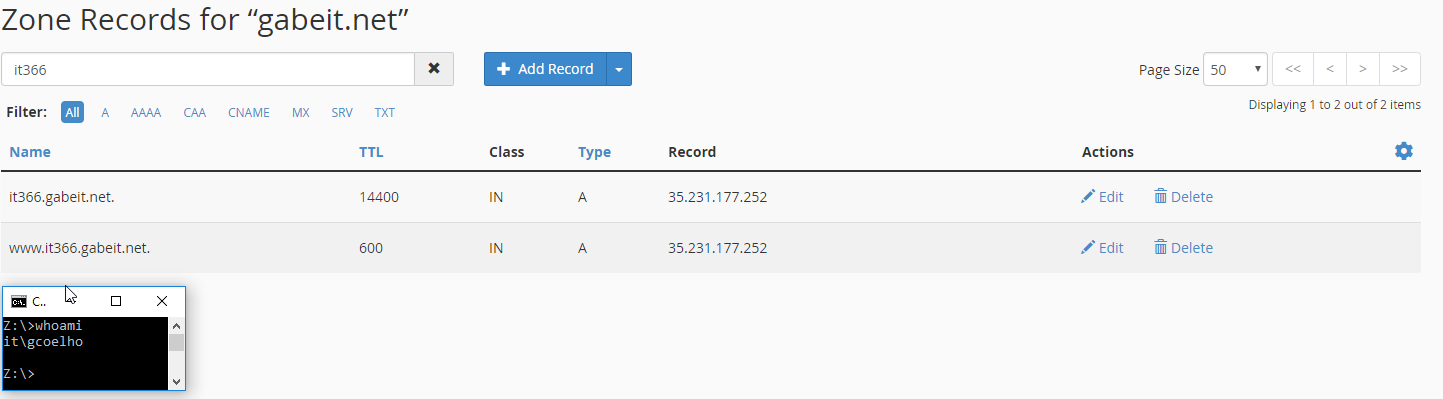 Zone Records for “gabeit.net”
it366 Add Record Page Size 50 << < > >>
Filter: All A AAAA CAA CNAME MX SRV TXT Displaying 1 to 2 out of 2 items
Name TTL Class Type Record Actions
it366.gabeit.net. 14400 IN A 35.231.177.252 Edit Delete
www.it366.gabeit.net. 600 IN A 35.231.177.252 Edit Delete
C:\. C..
Z:\>whoami
it\gcoelho
Z:\>